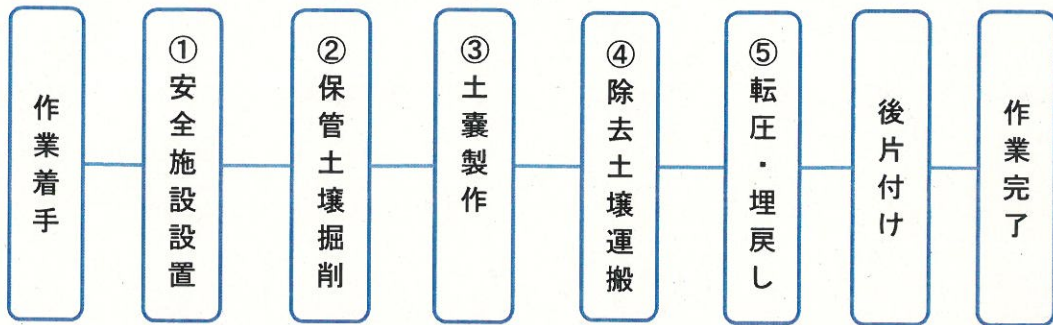 作業着手
①安全施設設置
②保管土壌掘削
③土嚢製作
④除去土壌運搬
⑤転圧・埋戻し
後片付け
作業完了